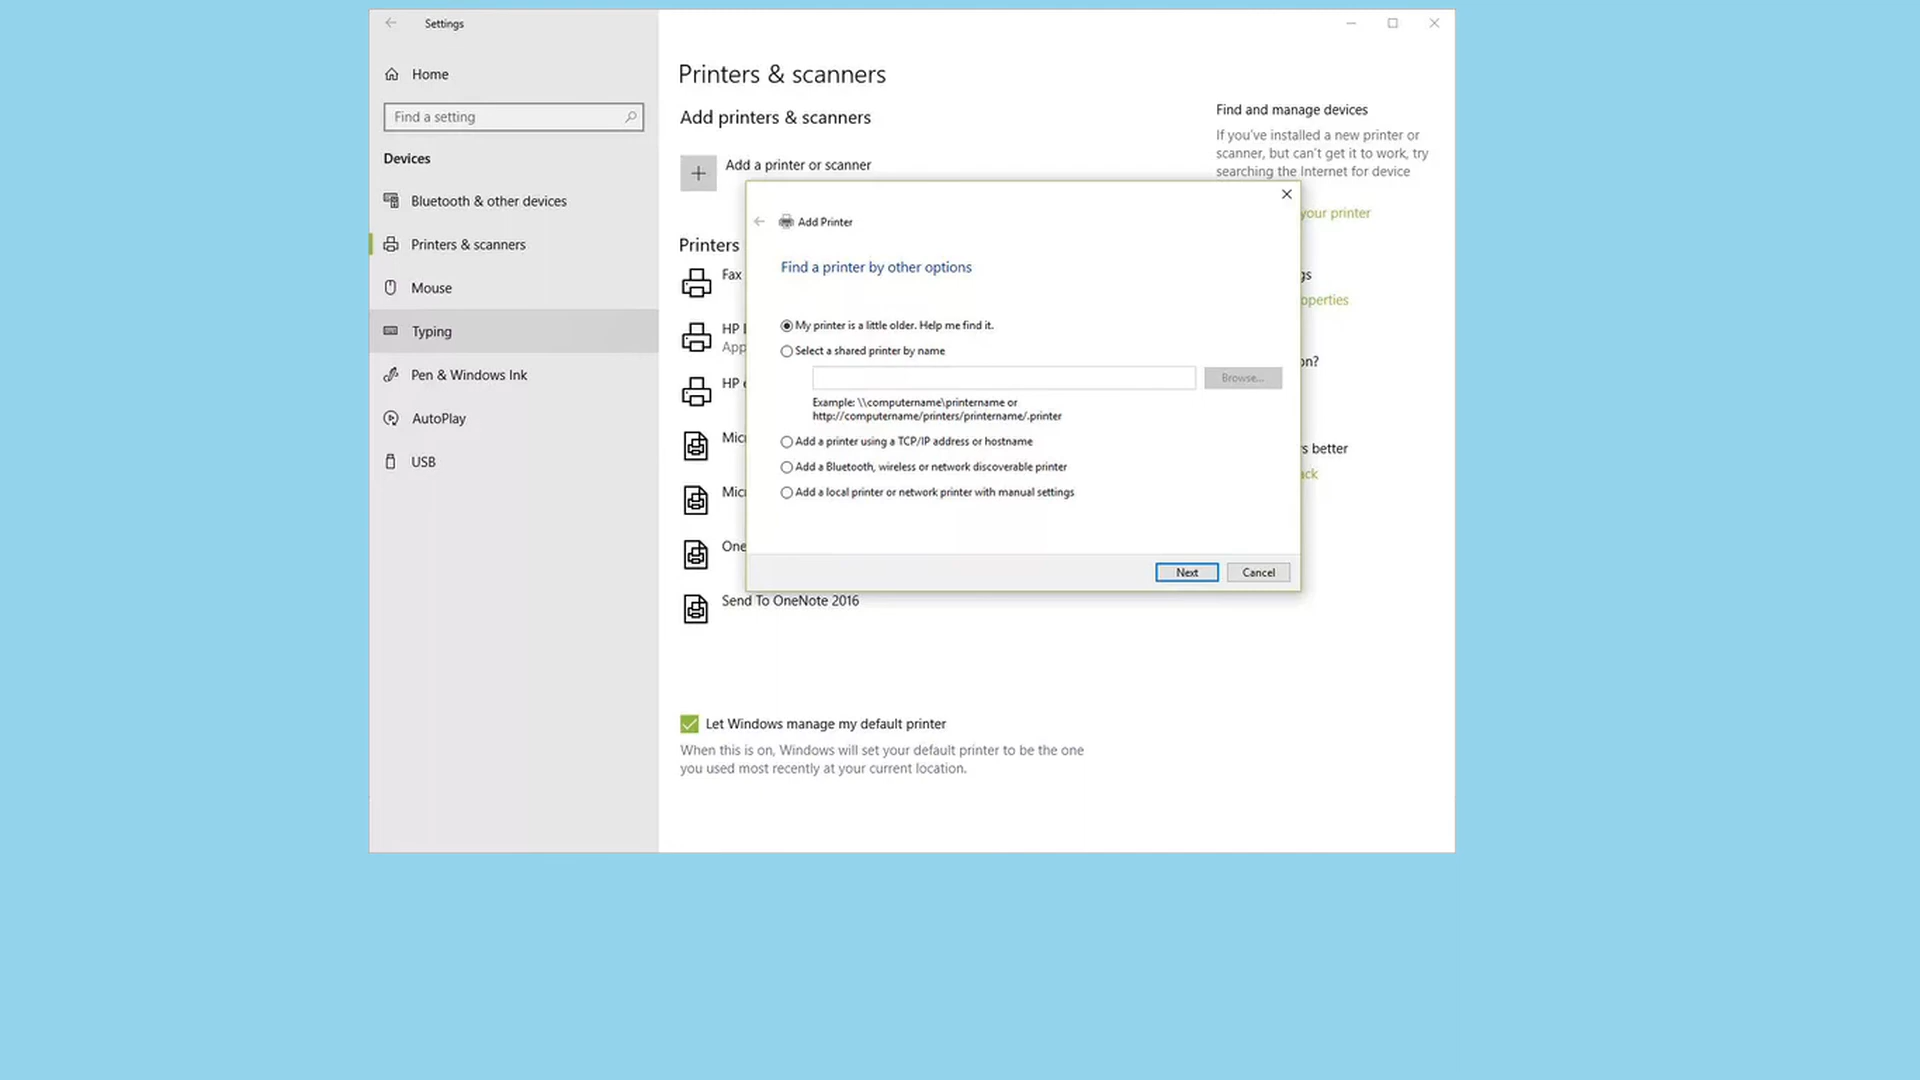 Settings
Home
Find a setting
Devices
Bluetooth & other devices
Printers & scanners
Mouse
Typing
Pen & Windows Ink
AutoPlay
USB
Printers & scanners
Add printers & scanners
Add a printer or scanner
Printers
Fax
HP
App
HP
Send To OneNote 2016
Let Windows manage my default printer
When this is on, Windows will set your default printer to be the one
you used most recently at your current location.
Add Printer
Find a printer by other options
My printer is a little older. Help me find it.
Select a shared printer by name
Browse...
Example: \\computername\printername or
http://computername/printers/printername/.printer
Add a printer using a TCP/IP address or hostname
Add a Bluetooth, wireless or network discoverable printer
Add a local printer or network printer with manual settings
Next
Cancel
Find and manage devices
If you've installed a new printer or
scanner, but can't get it to work, try
searching the Internet for device
your printer
operties
on?
better